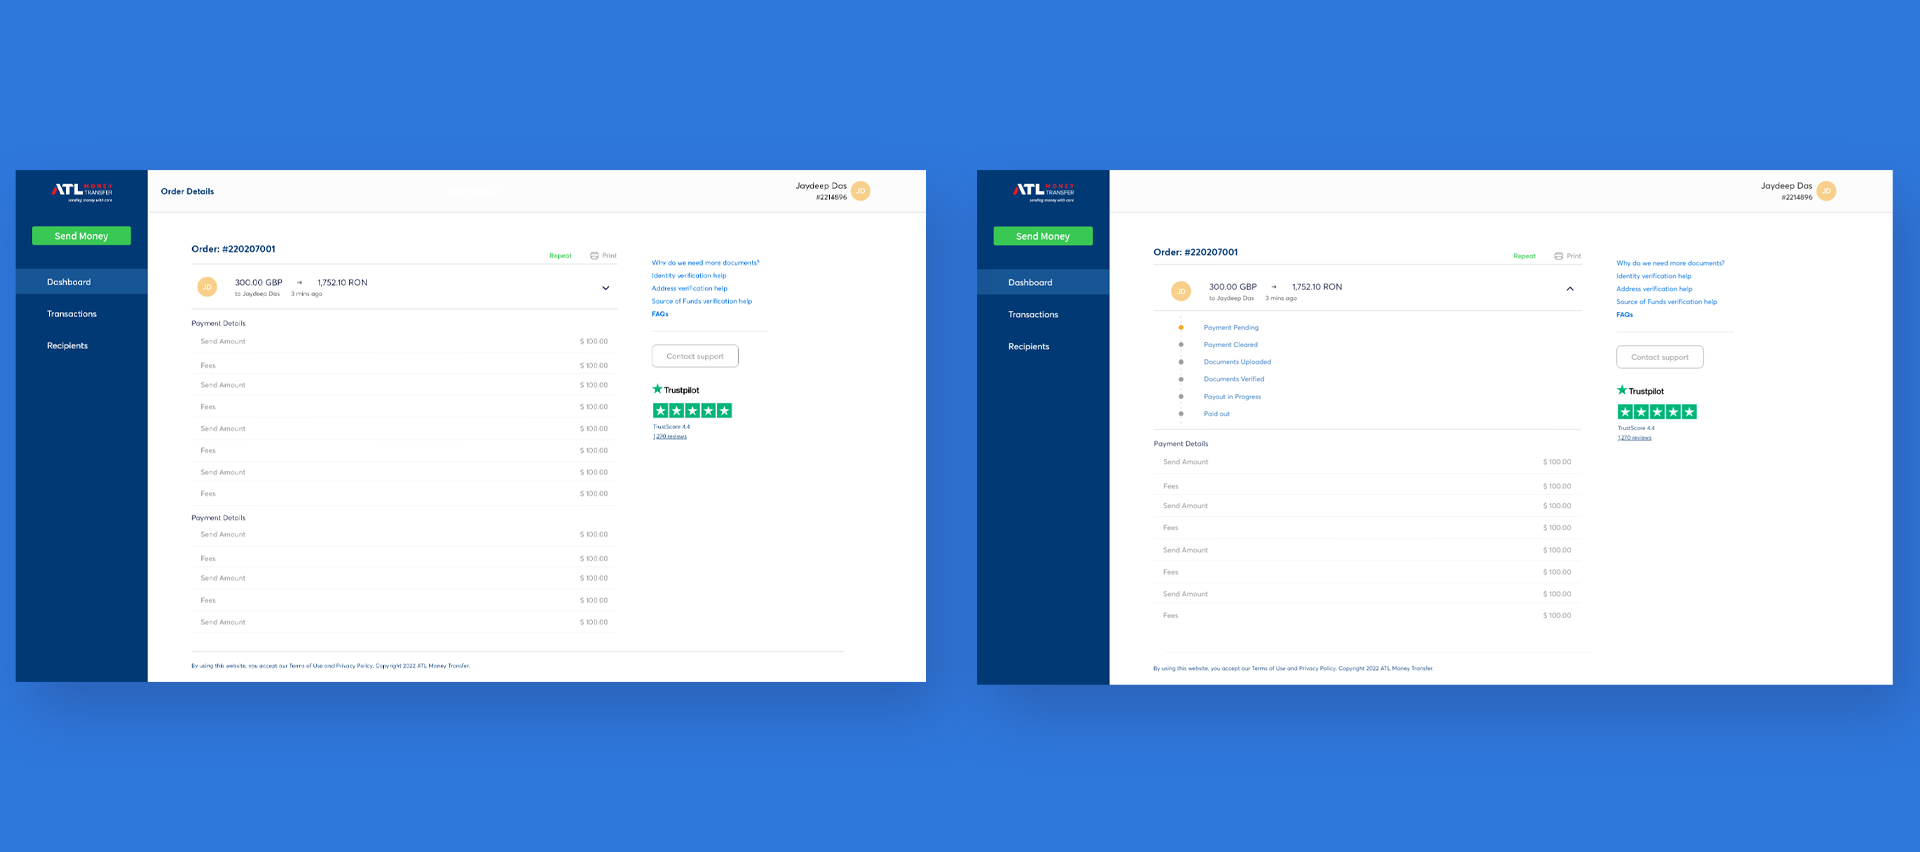 ATL MONEY TRANSFER
sending money with care
Order Details
Jaydeep Das
#2214896
JD
Send Money
Dashboard
Transactions
Recipients
Order: #220207001
Repeat
Print
JD
300.00 GBP → 1,752.10 RON
to Jaydeep Das 3 mins ago
Payment Details
Send Amount $ 100.00
Fees $ 100.00
Send Amount $ 100.00
Fees $ 100.00
Send Amount $ 100.00
Fees $ 100.00
Send Amount $ 100.00
Fees $ 100.00
Payment Details
Send Amount $ 100.00
Fees $ 100.00
Send Amount $ 100.00
Fees $ 100.00
Send Amount $ 100.00
Why do we need more documents?
Identity verification help
Address verification help
Source of Funds verification help
FAQs
Contact support
Trustpilot
TrustScore 4.4
1,270 reviews
By using this website, you accept our Terms of Use and Privacy Policy. Copyright 2022 ATL Money Transfer.
ATL MONEY TRANSFER
sending money with care
Jaydeep Das
#2214896
JD
Send Money
Dashboard
Transactions
Recipients
Order: #220207001
Repeat
Print
JD
300.00 GBP → 1,752.10 RON
to Jaydeep Das 3 mins ago
Payment Pending
Payment Cleared
Documents Uploaded
Documents Verified
Payout in Progress
Paid out
Payment Details
Send Amount $ 100.00
Fees $ 100.00
Send Amount $ 100.00
Fees $ 100.00
Send Amount $ 100.00
Fees $ 100.00
Send Amount $ 100.00
Fees $ 100.00
Why do we need more documents?
Identity verification help
Address verification help
Source of Funds verification help
FAQs
Contact support
Trustpilot
TrustScore 4.4
1,270 reviews
By using this website, you accept our Terms of Use and Privacy Policy. Copyright 2022 ATL Money Transfer.